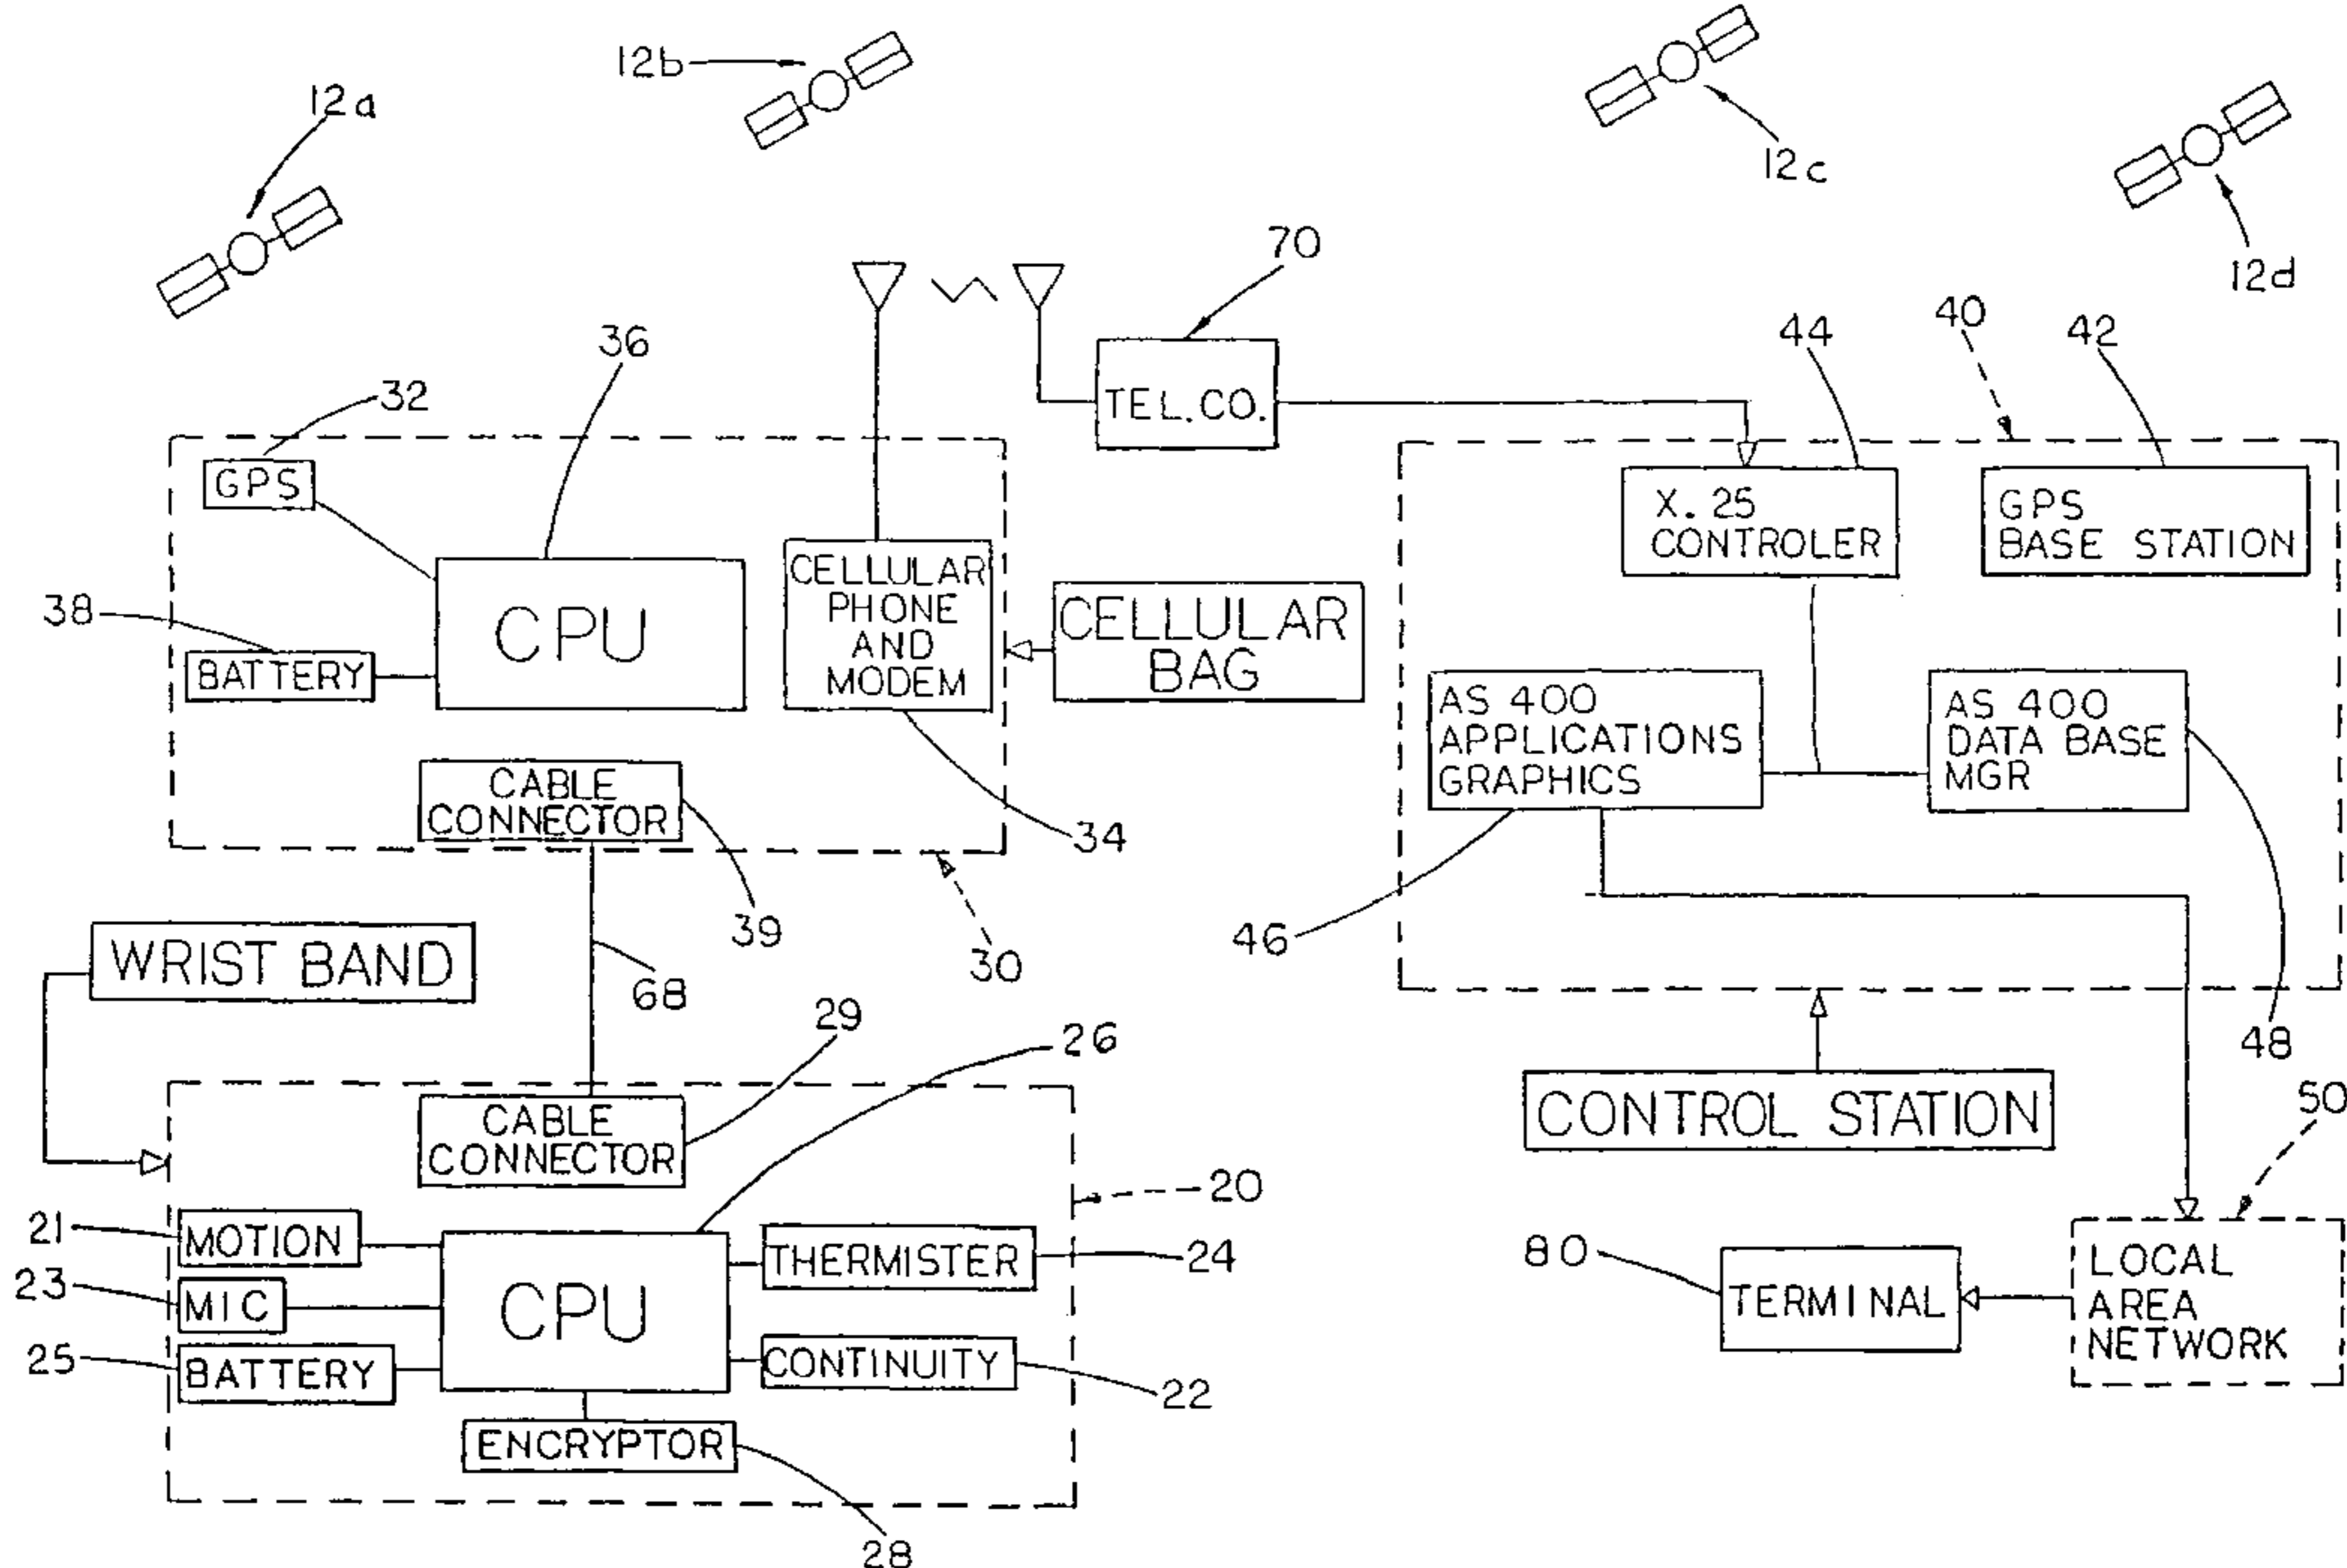 12a
12b
12c
12d
70
36
32
44
40
42
TEL.CO.
GPS
X. 25
CONTROLER
GPS
BASE STATION
38
BATTERY
CPU
CELLULAR
PHONE
AND
MODEM
CELLULAR
BAG
AS 400
APPLICATIONS
GRAPHICS
AS 400
DATA BASE
MGR
CABLE
CONNECTOR
39
34
30
46
48
WRIST BAND
68
29
26
CONTROL STATION
50
CABLE
CONNECTOR
20
21
MOTION
23
MIC
25
BATTERY
CPU
THERMISTER
24
CONTINUITY
22
ENCRYPTOR
28
80
TERMINAL
LOCAL
AREA
NETWORK